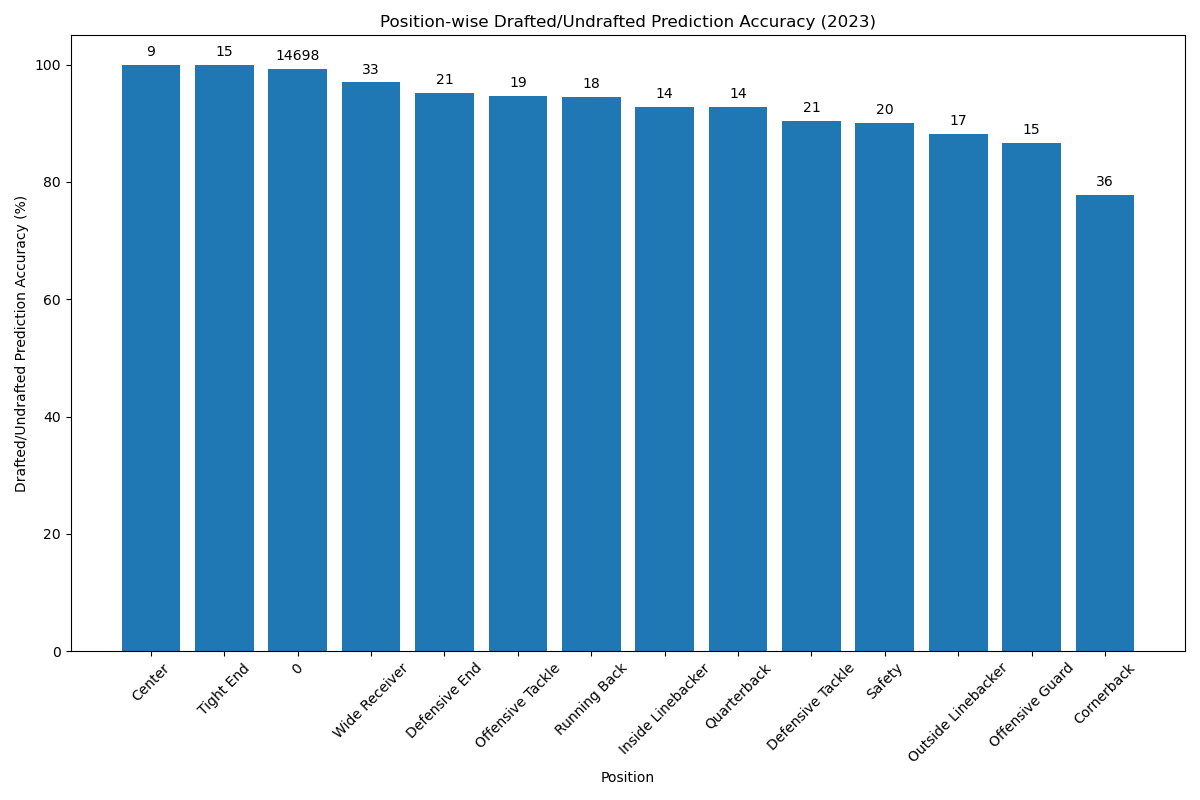 Position-wise Drafted/Undrafted Prediction Accuracy (2023)
Drafted/Undrafted Prediction Accuracy (%)
100
80
60
40
20
0
9
15
14698
33
21
19
18
14
14
21
20
17
15
36
Center
Tight End
0
Wide Receiver
Defensive End
Offensive Tackle
Running Back
Inside Linebacker
Quarterback
Defensive Tackle
Safety
Outside Linebacker
Offensive Guard
Cornerback
Position